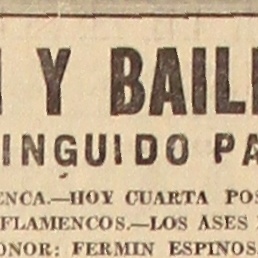 Y BAIL
INGUIDO PA
ENCA.—HOY CUARTA POS
FLAMENCOS.—LOS ASES
ONOR: FERMIN ESPINOS